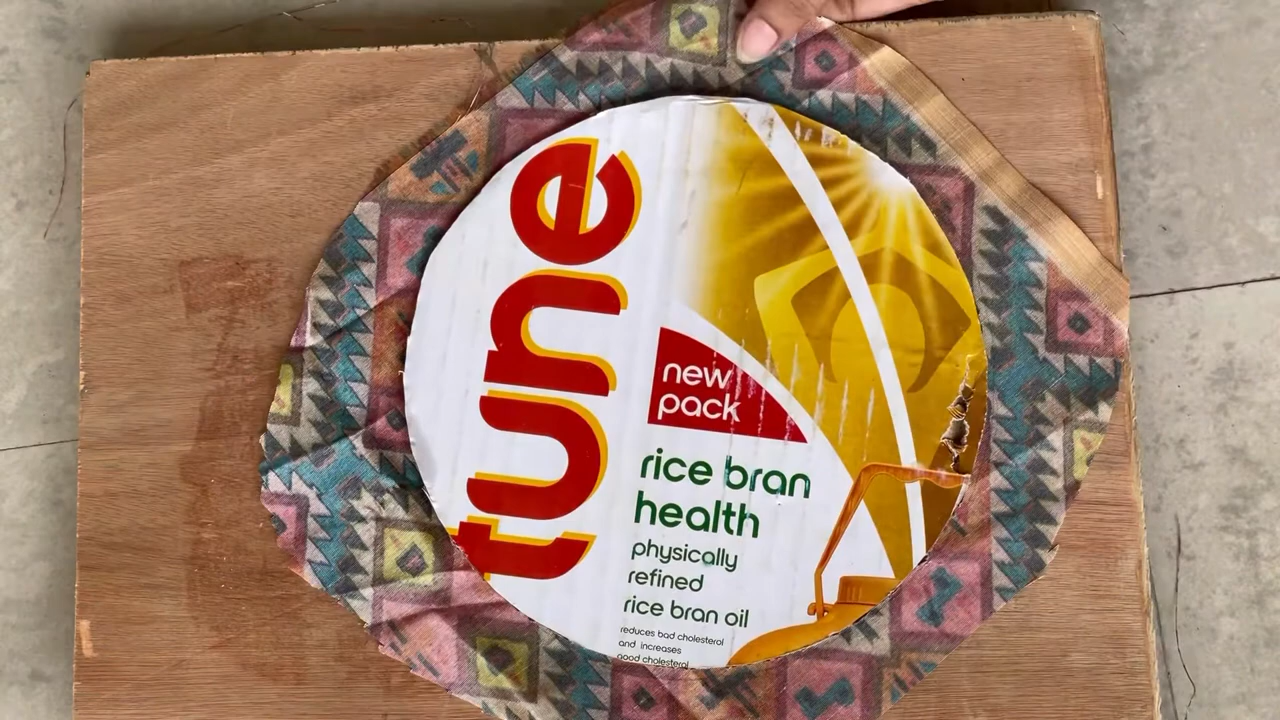 tune
new
pack
rice bran
health
physically
refined
rice bran oil
reduces bad cholesterol
and increases
good cholesterol